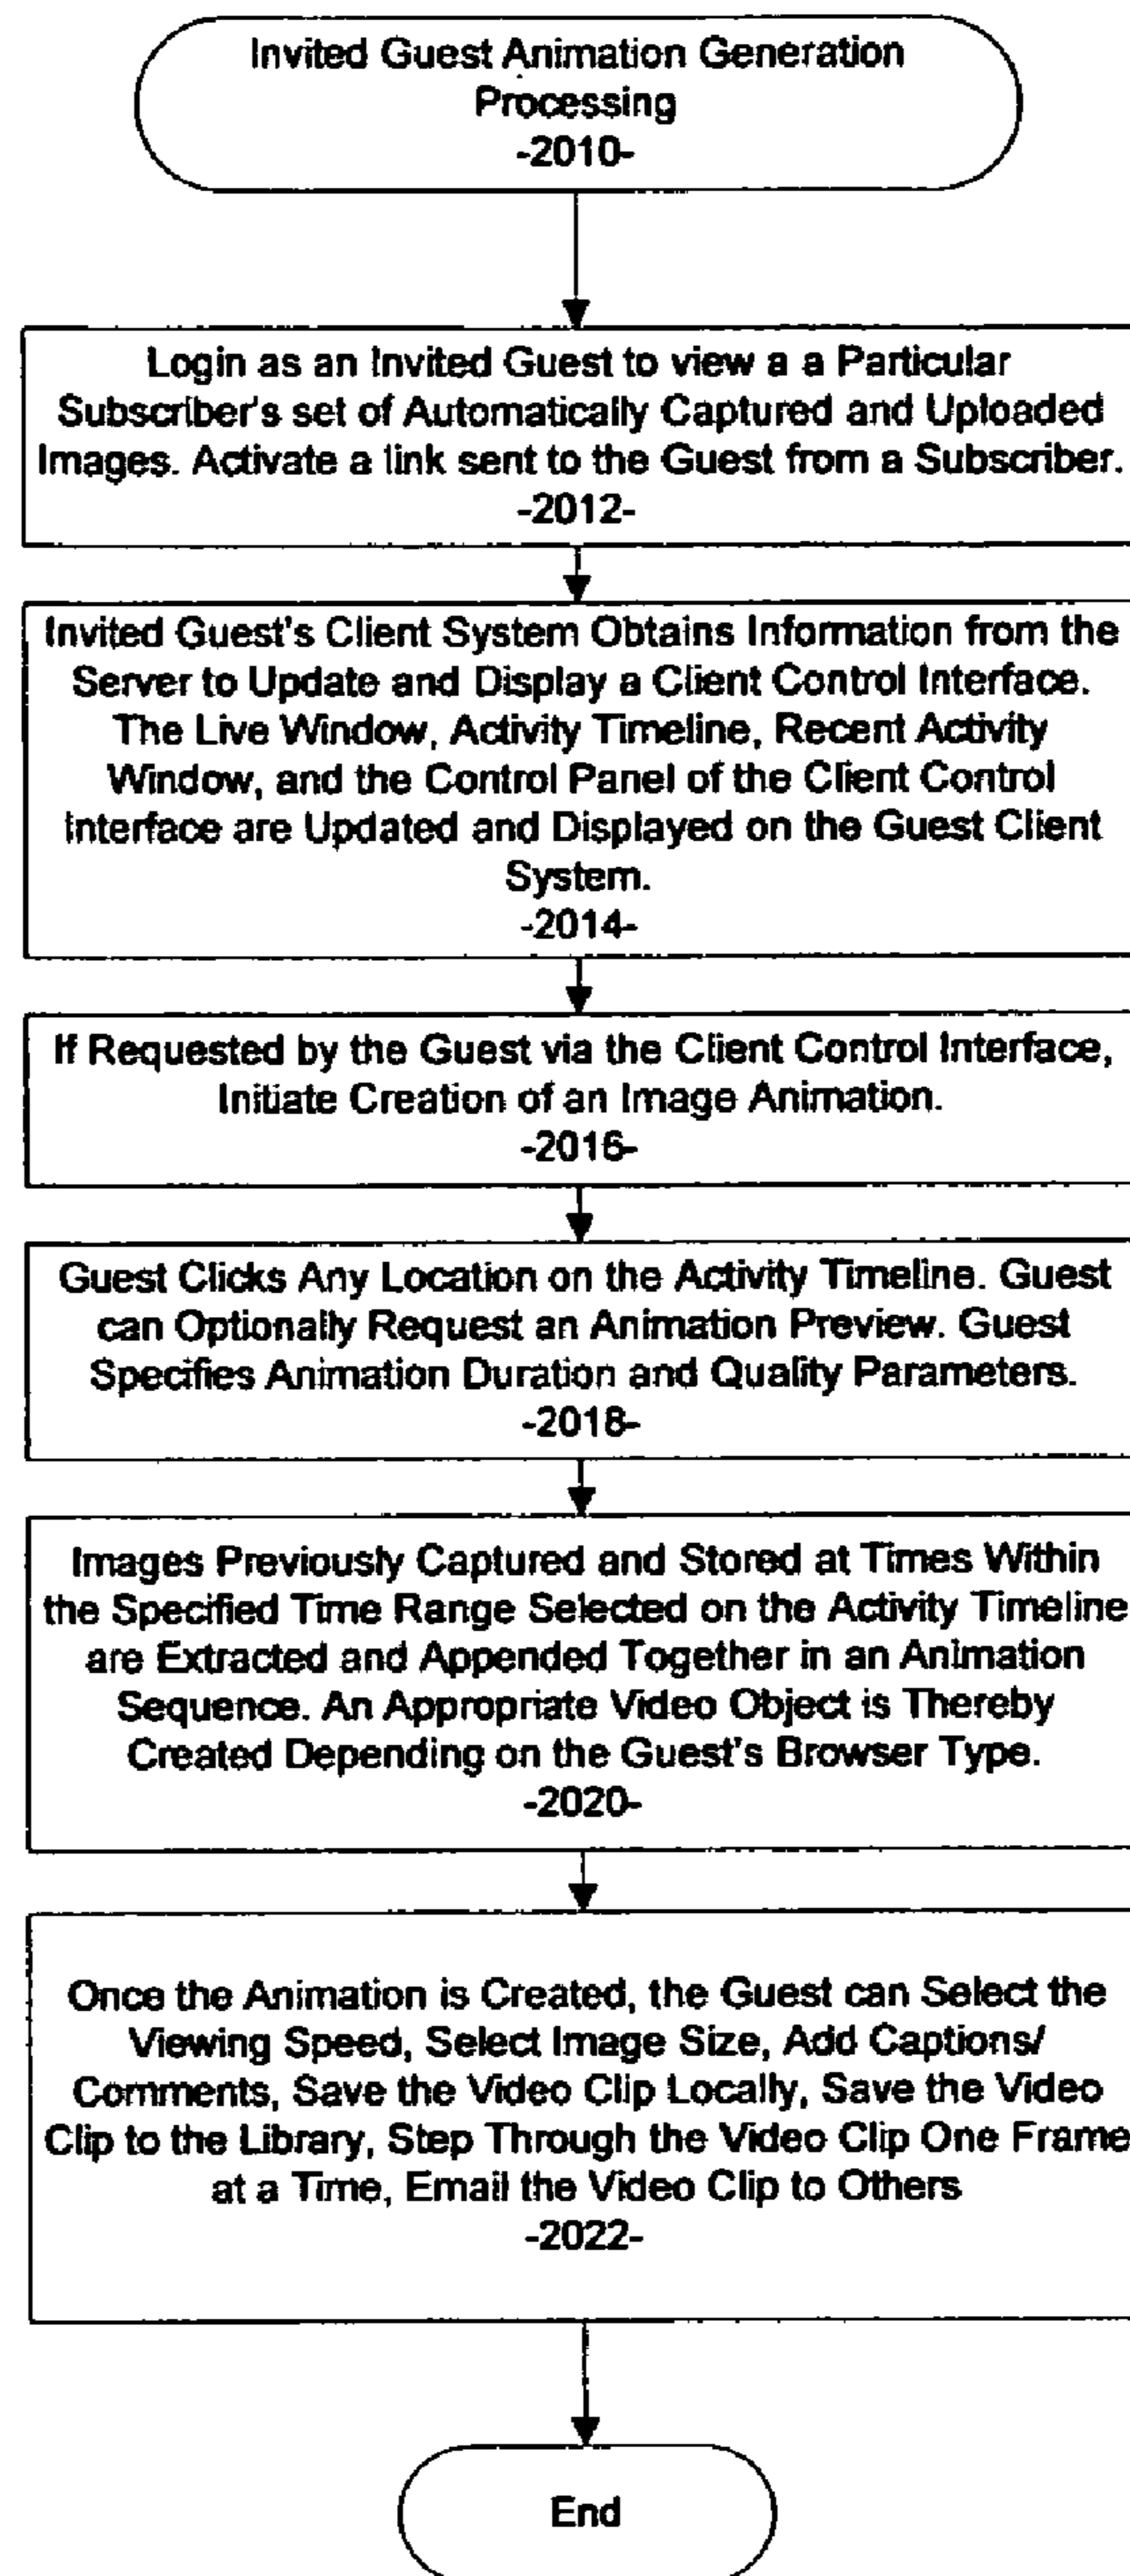 Invited Guest Animation Generation
Processing
-2010-
Login as an Invited Guest to view a a Particular
Subscriber's set of Automatically Captured and Uploaded
Images. Activate a link sent to the Guest from a Subscriber.
-2012-
Invited Guest's Client System Obtains Information from the
Server to Update and Display a Client Control Interface.
The Live Window, Activity Timeline, Recent Activity
Window, and the Control Panel of the Client Control
Interface are Updated and Displayed on the Guest Client
System.
-2014-
If Requested by the Guest via the Client Control Interface,
Initiate Creation of an Image Animation.
-2016-
Guest Clicks Any Location on the Activity Timeline. Guest
can Optionally Request an Animation Preview. Guest
Specifies Animation Duration and Quality Parameters.
-2018-
Images Previously Captured and Stored at Times Within
the Specified Time Range Selected on the Activity Timeline
are Extracted and Appended Together in an Animation
Sequence. An Appropriate Video Object is Thereby
Created Depending on the Guest's Browser Type.
-2020-
Once the Animation is Created, the Guest can Select the
Viewing Speed, Select Image Size, Add Captions/
Comments, Save the Video Clip Locally, Save the Video
Clip to the Library, Step Through the Video Clip One Frame
at a Time, Email the Video Clip to Others
-2022-
End